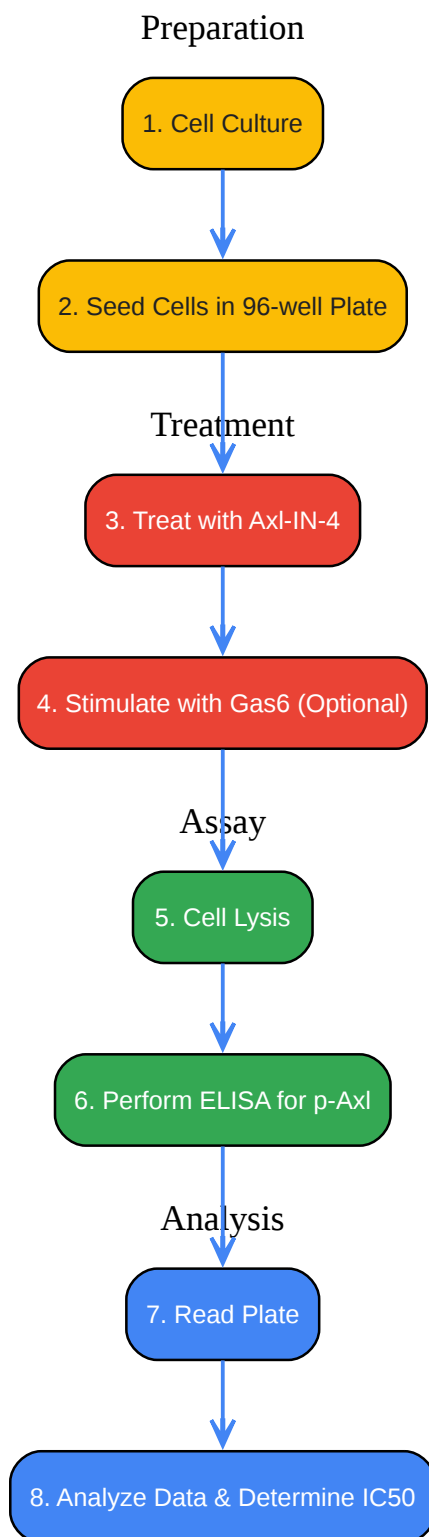 Preparation
1. Cell Culture
2. Seed Cells in 96-well Plate
Treatment
3. Treat with Axl-IN-4
4. Stimulate with Gas6 (Optional)
Assay
5. Cell Lysis
6. Perform ELISA for p-Axl
Analysis
7. Read Plate
8. Analyze Data & Determine IC50